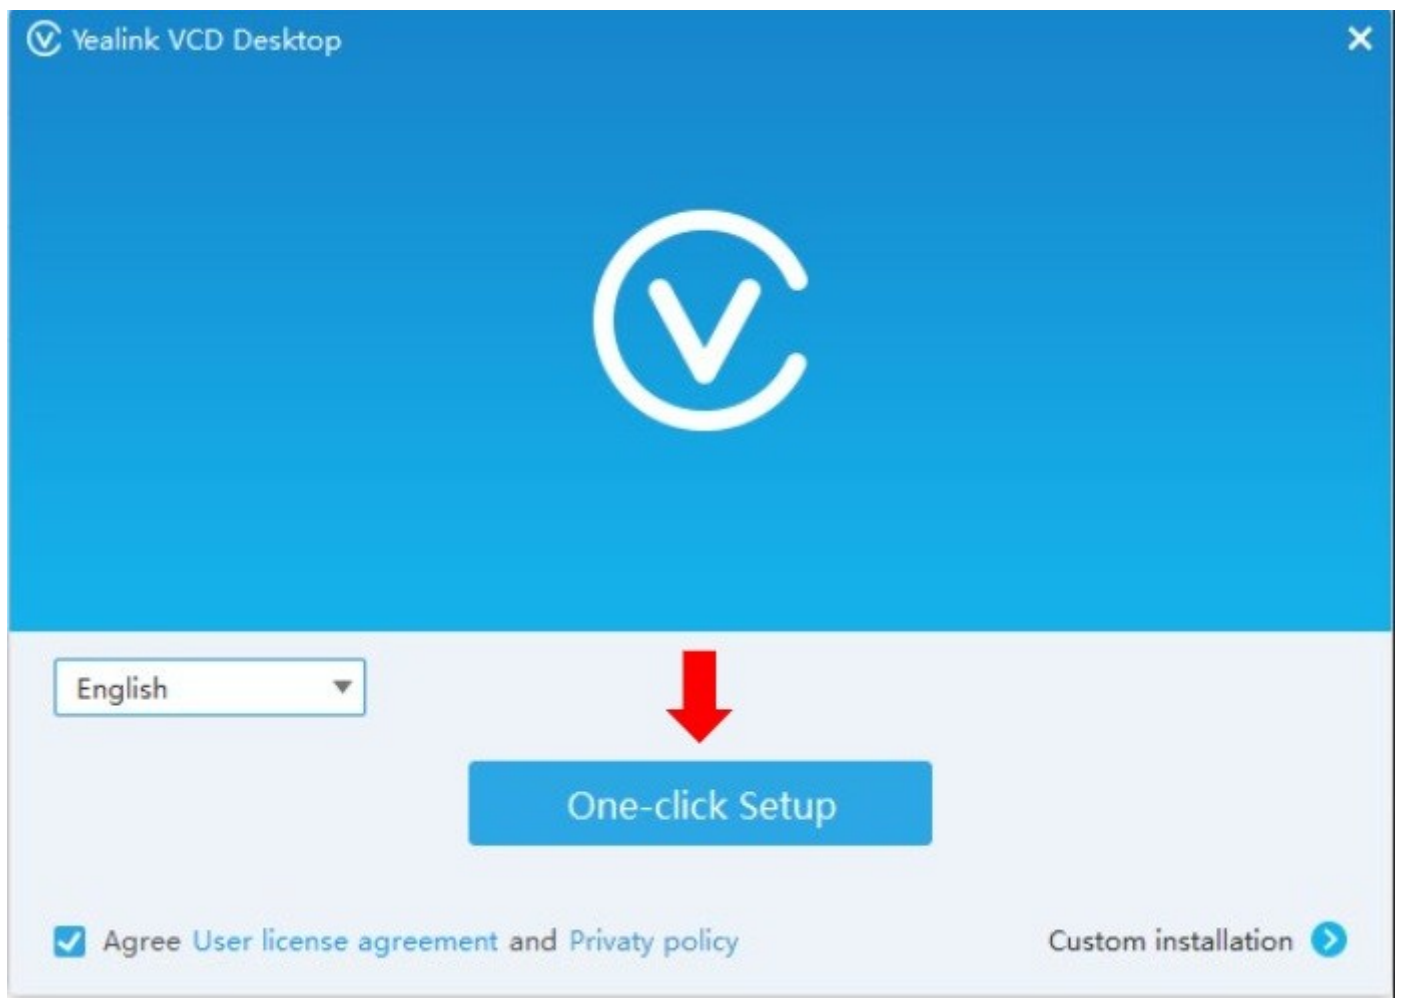 Yealink VCD Desktop
English
One-click Setup
Agree User license agreement and Privaty policy
Custom installation